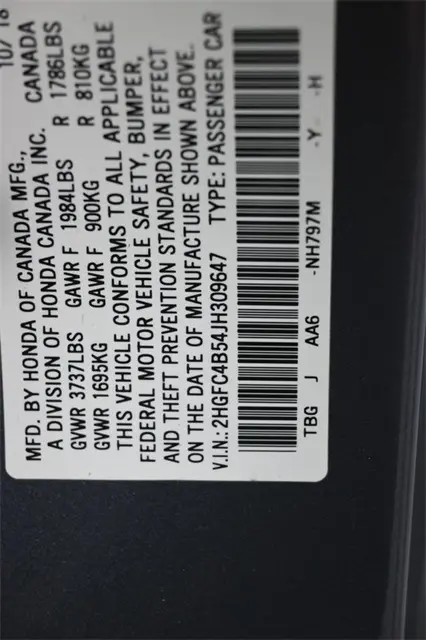 MFD. BY HONDA OF CANADA MFG., CANADA 10/18
A DIVISION OF HONDA CANADA INC.
GVWR 3737LBS GAWR F 1984LBS R 1786LBS
GVWR 1695KG GAWR F 900KG R 810KG
THIS VEHICLE CONFORMS TO ALL APPLICABLE
FEDERAL MOTOR VEHICLE SAFETY, BUMPER,
AND THEFT PREVENTION STANDARDS IN EFFECT
ON THE DATE OF MANUFACTURE SHOWN ABOVE.
V.I.N.: 2HGFC4B54JH309647 TYPE: PASSENGER CAR
TBG J AA6 -NH797M -Y -H